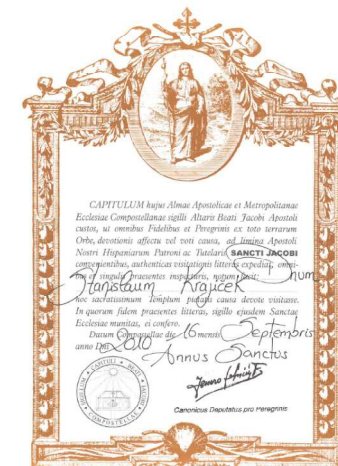 CAPITULUM hujus Almae Apostolicae et Metropolitanae
Ecclesiae Compostellanae sigilli Altaris Beati Jacobi Apostoli
custos, ut omnibus Fidelibus et Peregrinis ex toto terrarum
Orbe, devotionis affectu vel voti causa, ad limina Apostoli
Nostri Hispaniarum Patroni ac Tutelaris SANCTI JACOBI
convenientibus, authenticas visitationis litteras expediat, omni-
bus et singulis praesentes inspecturis, notum facit:
Stanislaum Krajicek
hoc sacratissimum Templum pietatis causa devote visitasse.
In quorum fidem praesentes litteras, sigillo ejusdem Sanctae
Ecclesiae munitas, ei confero.
Datum Compostellae die 16 mensis Septembris
anno Dni 2010
Annus Sanctus
Canonicus Deputatus pro Peregrinis
CAPITULI BEATI
COMPOSTELLAE